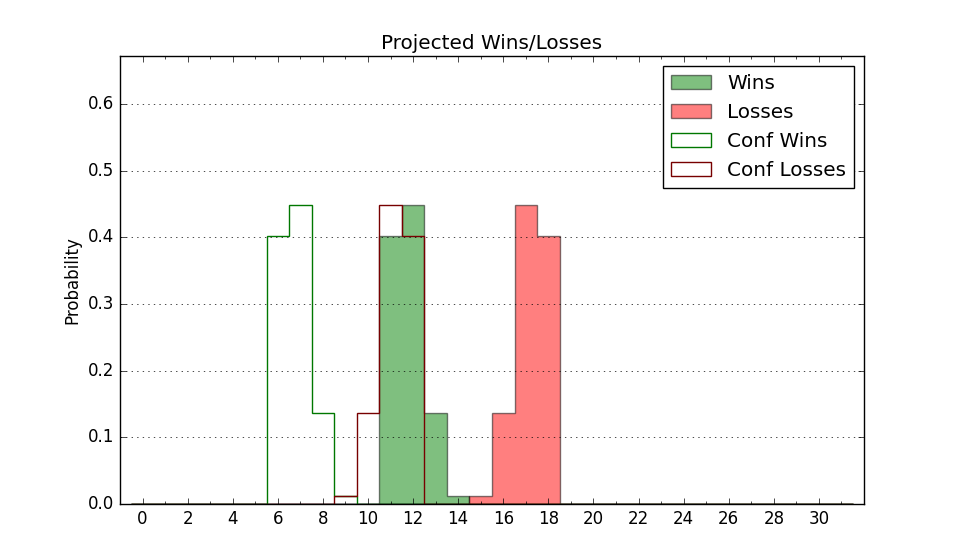 Projected Wins/Losses
Wins
Losses
Conf Wins
Conf Losses
Probability
0.6
0.5
0.4
0.3
0.2
0.1
0.0
0 2 4 6 8 10 12 14 16 18 20 22 24 26 28 30